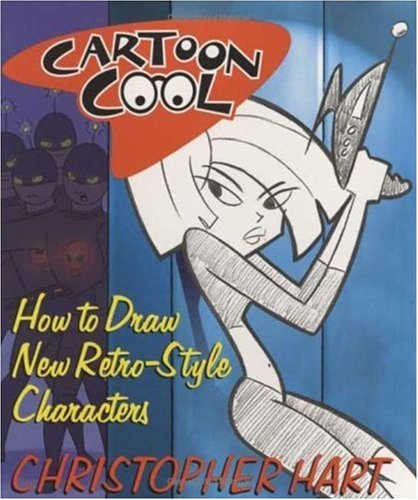 CARTOON
COOL
How to Draw
New Retro-Style
Characters
CHRISTOPHER HART